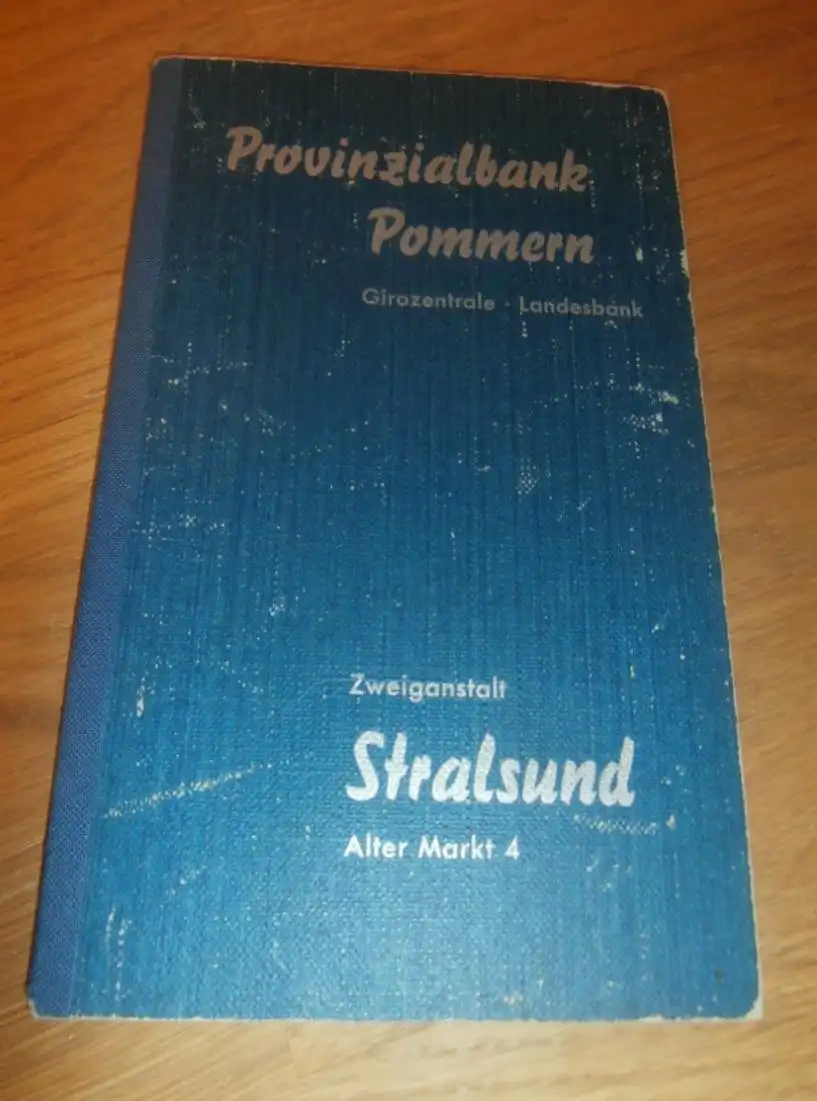 Provinzialbank
Pommern
Girozentrale · Landesbank
Zweiganstalt
Stralsund
Alter Markt 4